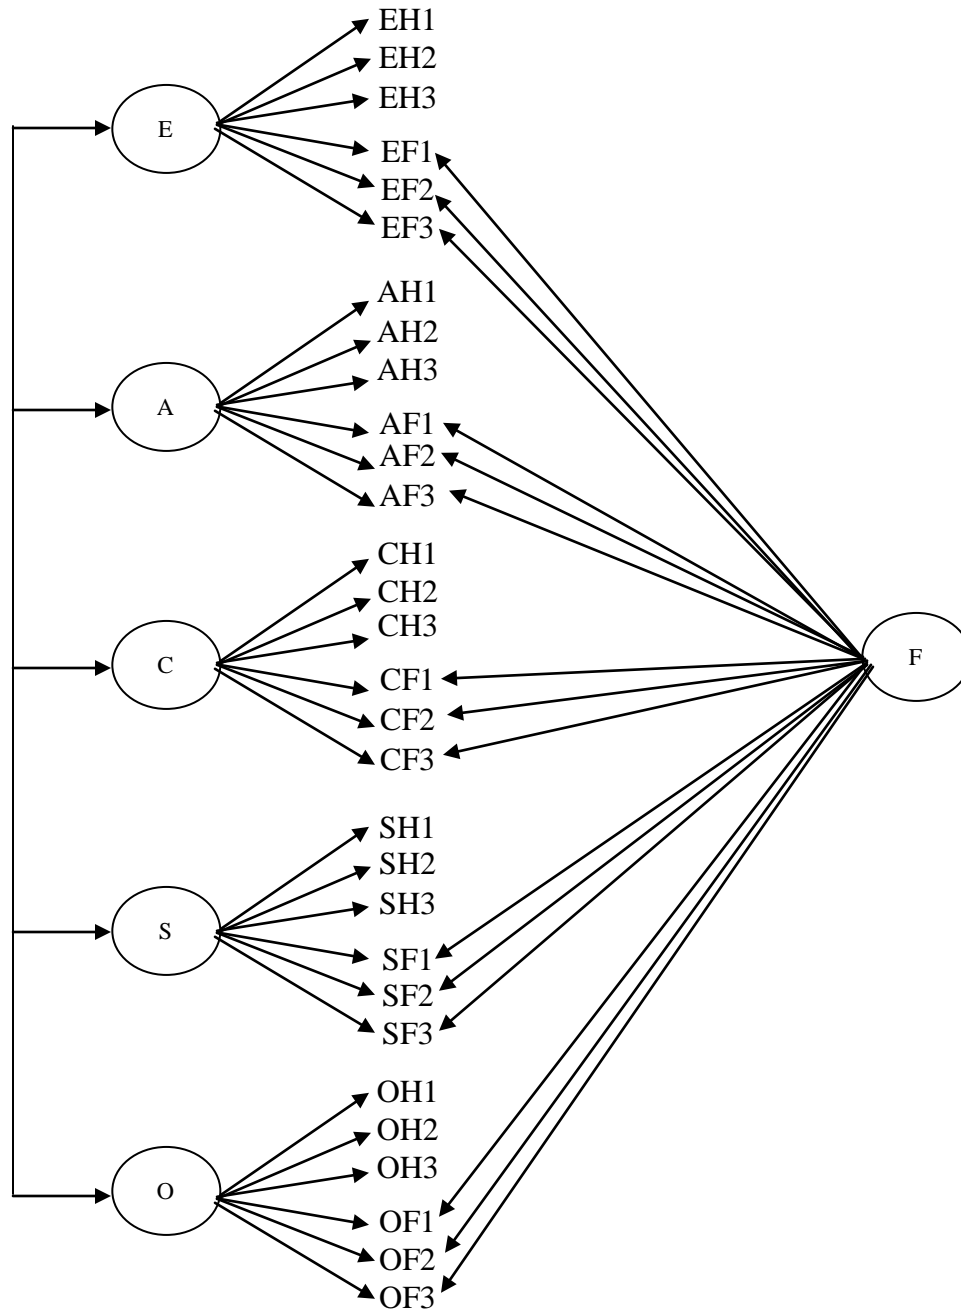 EH1
EH2
EH3
E
EF1
EF2
EF3
AH1
AH2
AH3
A
AF1
AF2
AF3
CH1
CH2
CH3
C
F
CF1
CF2
CF3
SH1
SH2
SH3
S
SF1
SF2
SF3
OH1
OH2
OH3
O
OF1
OF2
OF3